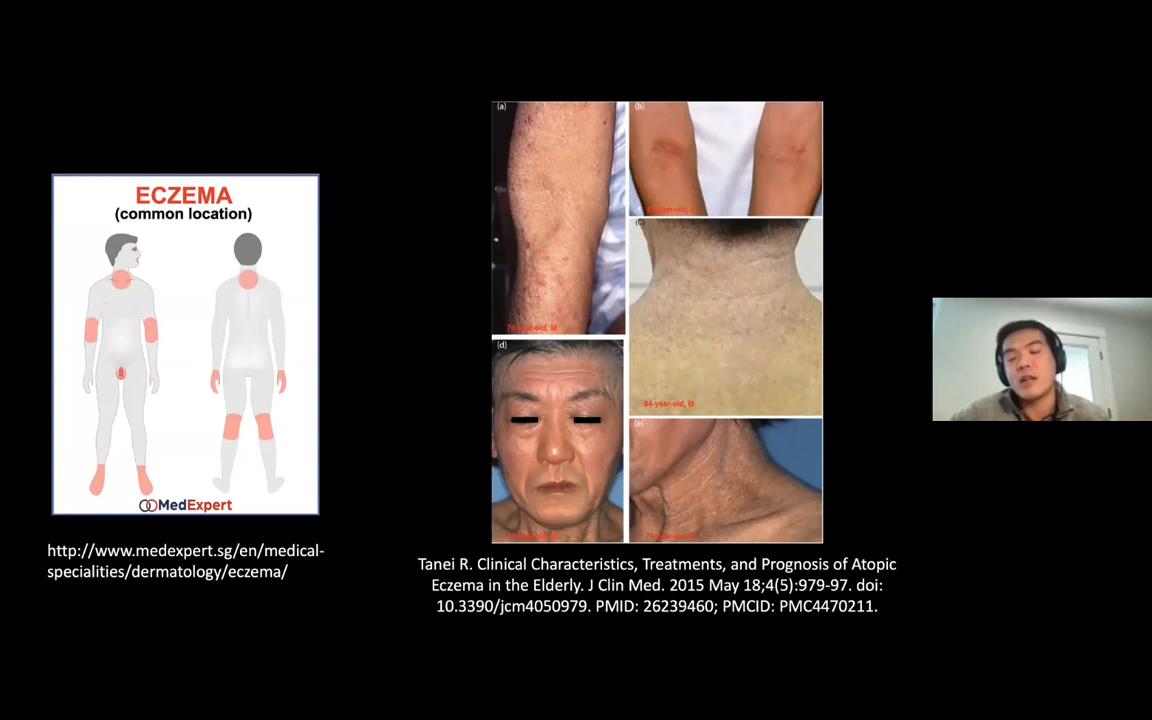 ECZEMA
(common location)
MedExpert
http://www.medexpert.sg/en/medical-
specialities/dermatology/eczema/
(a)
(b)
(c)
(d)
(e)
-year-old, M
84-year-old, M
Tanei R. Clinical Characteristics, Treatments, and Prognosis of Atopic
Eczema in the Elderly. J Clin Med. 2015 May 18;4(5):979-97. doi:
10.3390/jcm4050979. PMID: 26239460; PMCID: PMC4470211.